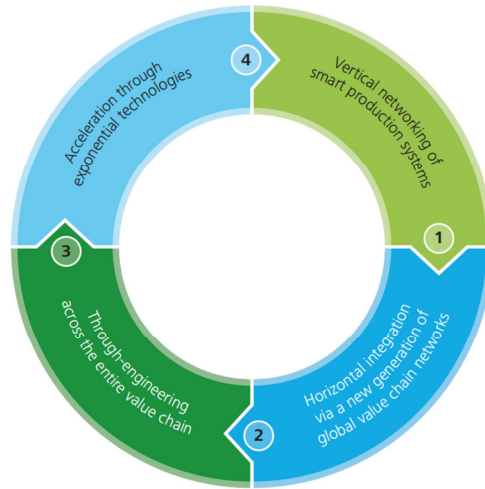 Vertical networking of
smart production systems
1
Horizontal integration
via a new generation of
global value chain networks
2
Through-engineering
across the entire value chain
3
Acceleration through
exponential technologies
4